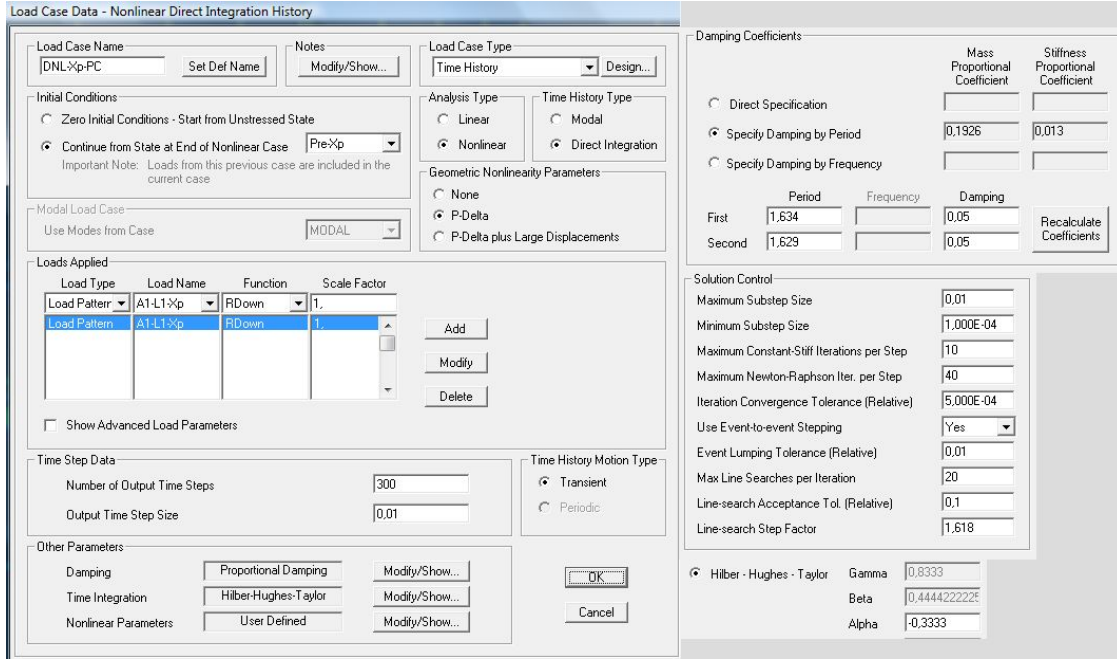 Load Case Data - Nonlinear Direct Integration History
Load Case Name
DNL-Xp-PC
Set Def Name
Notes
Modify/Show...
Load Case Type
Time History
Design...
Initial Conditions
Zero Initial Conditions - Start from Unstressed State
Continue from State at End of Nonlinear Case
Pre-Xp
Important Note: Loads from this previous case are included in the
current case
Analysis Type
Linear
Nonlinear
Time History Type
Modal
Direct Integration
Geometric Nonlinearity Parameters
None
P-Delta
P-Delta plus Large Displacements
Modal Load Case
Use Modes from Case
MODAL
Loads Applied
Load Type Load Name Function Scale Factor
Load Pattern A1-L1-Xp RDown 1,
Load Pattern A1-L1-Xp RDown 1,
Add
Modify
Delete
Show Advanced Load Parameters
Time Step Data
Number of Output Time Steps 300
Output Time Step Size 0,01
Time History Motion Type
Transient
Periodic
Other Parameters
Damping Proportional Damping Modify/Show...
Time Integration Hilber-Hughes-Taylor Modify/Show...
Nonlinear Parameters User Defined Modify/Show...
OK
Cancel
Damping Coefficients
Mass Proportional Coefficient
Stiffness Proportional Coefficient
Direct Specification
Specify Damping by Period 0,1926 0,013
Specify Damping by Frequency
Period Frequency Damping
First 1,634 0,05
Second 1,629 0,05
Recalculate Coefficients
Solution Control
Maximum Substep Size 0,01
Minimum Substep Size 1,000E-04
Maximum Constant-Stiff Iterations per Step 10
Maximum Newton-Raphson Iter. per Step 40
Iteration Convergence Tolerance (Relative) 5,000E-04
Use Event-to-event Stepping Yes
Event Lumping Tolerance (Relative) 0,01
Max Line Searches per Iteration 20
Line-search Acceptance Tol. (Relative) 0,1
Line-search Step Factor 1,618
Hilber - Hughes - Taylor Gamma 0,8333
Beta 0,4444222225
Alpha -0,3333